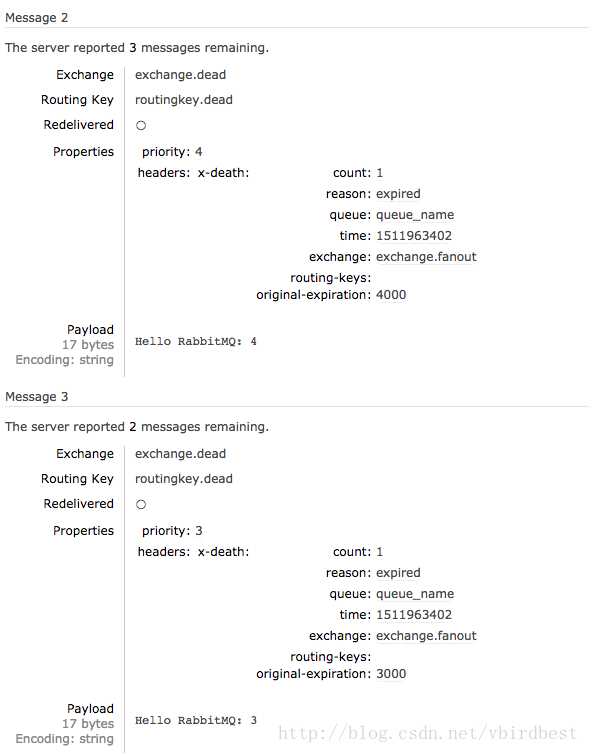 Message 2
The server reported 3 messages remaining.
Exchange exchange.dead
Routing Key routingkey.dead
Redelivered ○
Properties priority: 4
headers: x-death: count: 1
reason: expired
queue: queue_name
time: 1511963402
exchange: exchange.fanout
routing-keys:
original-expiration: 4000
Payload
17 bytes
Encoding: string
Hello RabbitMQ: 4
Message 3
The server reported 2 messages remaining.
Exchange exchange.dead
Routing Key routingkey.dead
Redelivered ○
Properties priority: 3
headers: x-death: count: 1
reason: expired
queue: queue_name
time: 1511963402
exchange: exchange.fanout
routing-keys:
original-expiration: 3000
Payload
17 bytes
Encoding: string
Hello RabbitMQ: 3
http://blog.csdn.net/vbirdbest